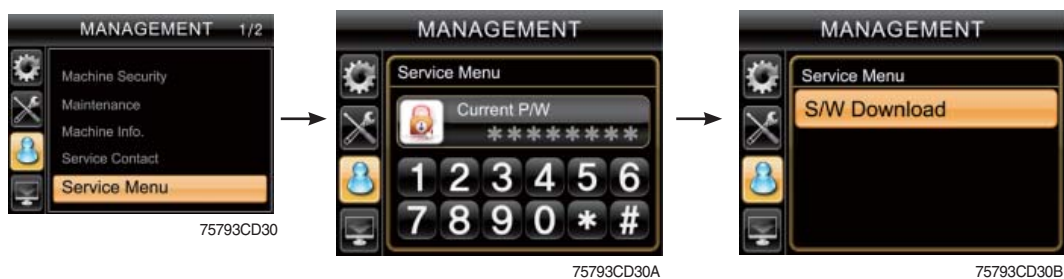 MANAGEMENT 1/2
Machine Security
Maintenance
Machine Info.
Service Contact
Service Menu
75793CD30
MANAGEMENT
Service Menu
Current P/W
********
1 2 3 4 5 6
7 8 9 0 * #
75793CD30A
MANAGEMENT
Service Menu
S/W Download
75793CD30B